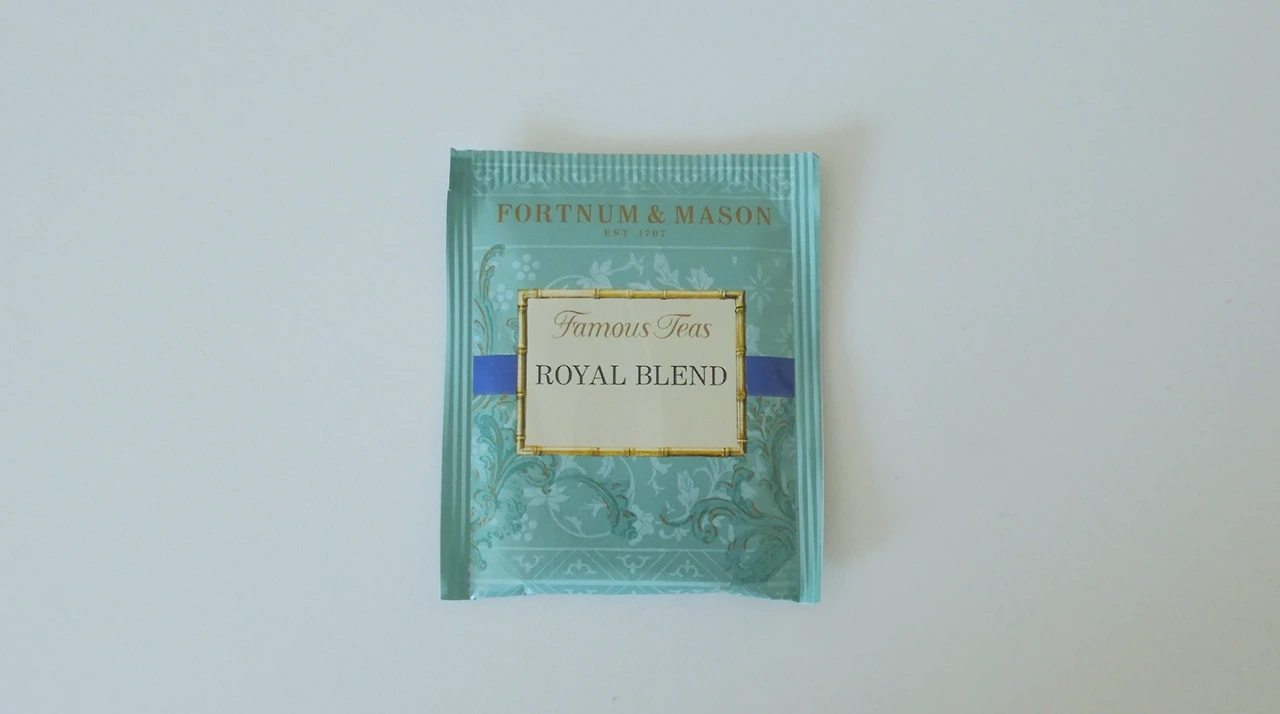 FORTNUM & MASON
EST 1707
Famous Teas
ROYAL BLEND